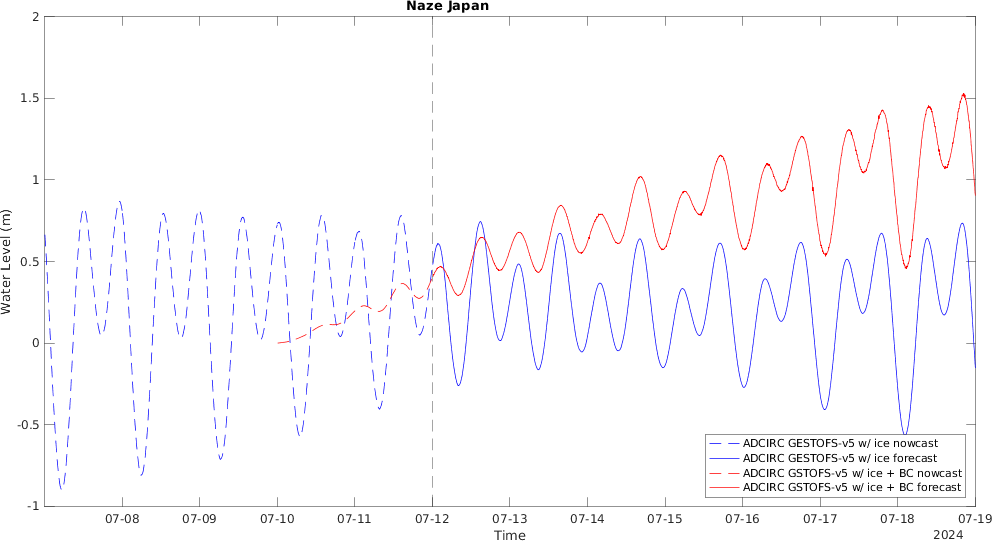 Naze Japan
Water Level (m)
2
1.5
1
0.5
0
-0.5
-1
07-08 07-09 07-10 07-11 07-12 07-13 07-14 07-15 07-16 07-17 07-18 07-19
Time
2024
ADCIRC GESTOFS-v5 w/ ice nowcast
ADCIRC GESTOFS-v5 w/ ice forecast
ADCIRC GSTOFS-v5 w/ ice + BC nowcast
ADCIRC GSTOFS-v5 w/ ice + BC forecast